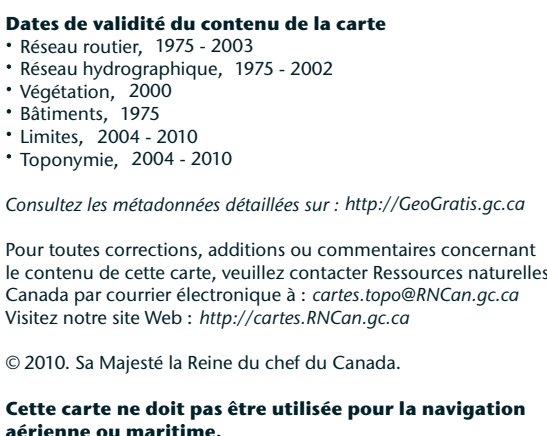 Dates de validité du contenu de la carte
· Réseau routier, 1975 - 2003
· Réseau hydrographique, 1975 - 2002
· Végétation, 2000
· Bâtiments, 1975
· Limites, 2004 - 2010
· Toponymie, 2004 - 2010
Consultez les métadonnées détaillées sur : http://GeoGratis.gc.ca
Pour toutes corrections, additions ou commentaires concernant
le contenu de cette carte, veuillez contacter Ressources naturelles
Canada par courrier électronique à : cartes.topo@RNCan.gc.ca
Visitez notre site Web : http://cartes.RNCan.gc.ca
© 2010. Sa Majesté la Reine du chef du Canada.
Cette carte ne doit pas être utilisée pour la navigation
aérienne ou maritime.